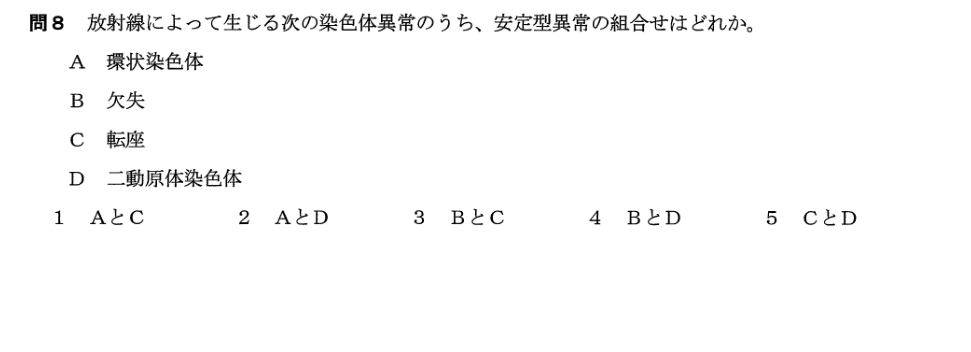 問８　放射線によって生じる次の染色体異常のうち、安定型異常の組合せはどれか。
Ａ　環状染色体
Ｂ　欠失
Ｃ　転座
Ｄ　二動原体染色体
１　ＡとＣ　２　ＡとＤ　３　ＢとＣ　４　ＢとＤ　５　ＣとＤ